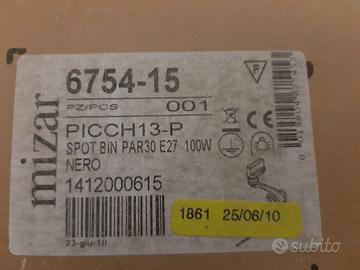 mizar
6754-15
PZ/PCS 001
PICCH13-P
SPOT BIN PAR30 E27 100W
NERO
1412000615
1861 25/06/10
23-giu-10
F
subito